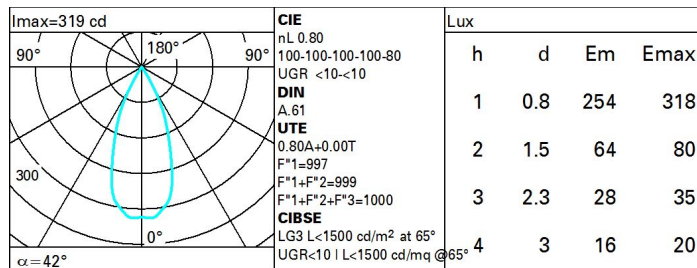 Imax=319 cd
90°
180°
90°
300
0°
α=42°
CIE
nL 0.80
100-100-100-100-80
UGR <10-<10
DIN
A.61
UTE
0.80A+0.00T
F"1=997
F"1+F"2=999
F"1+F"2+F"3=1000
CIBSE
LG3 L<1500 cd/m² at 65°
UGR<10 | L<1500 cd/mq @65°
Lux
h d Em Emax
1 0.8 254 318
2 1.5 64 80
3 2.3 28 35
4 3 16 20